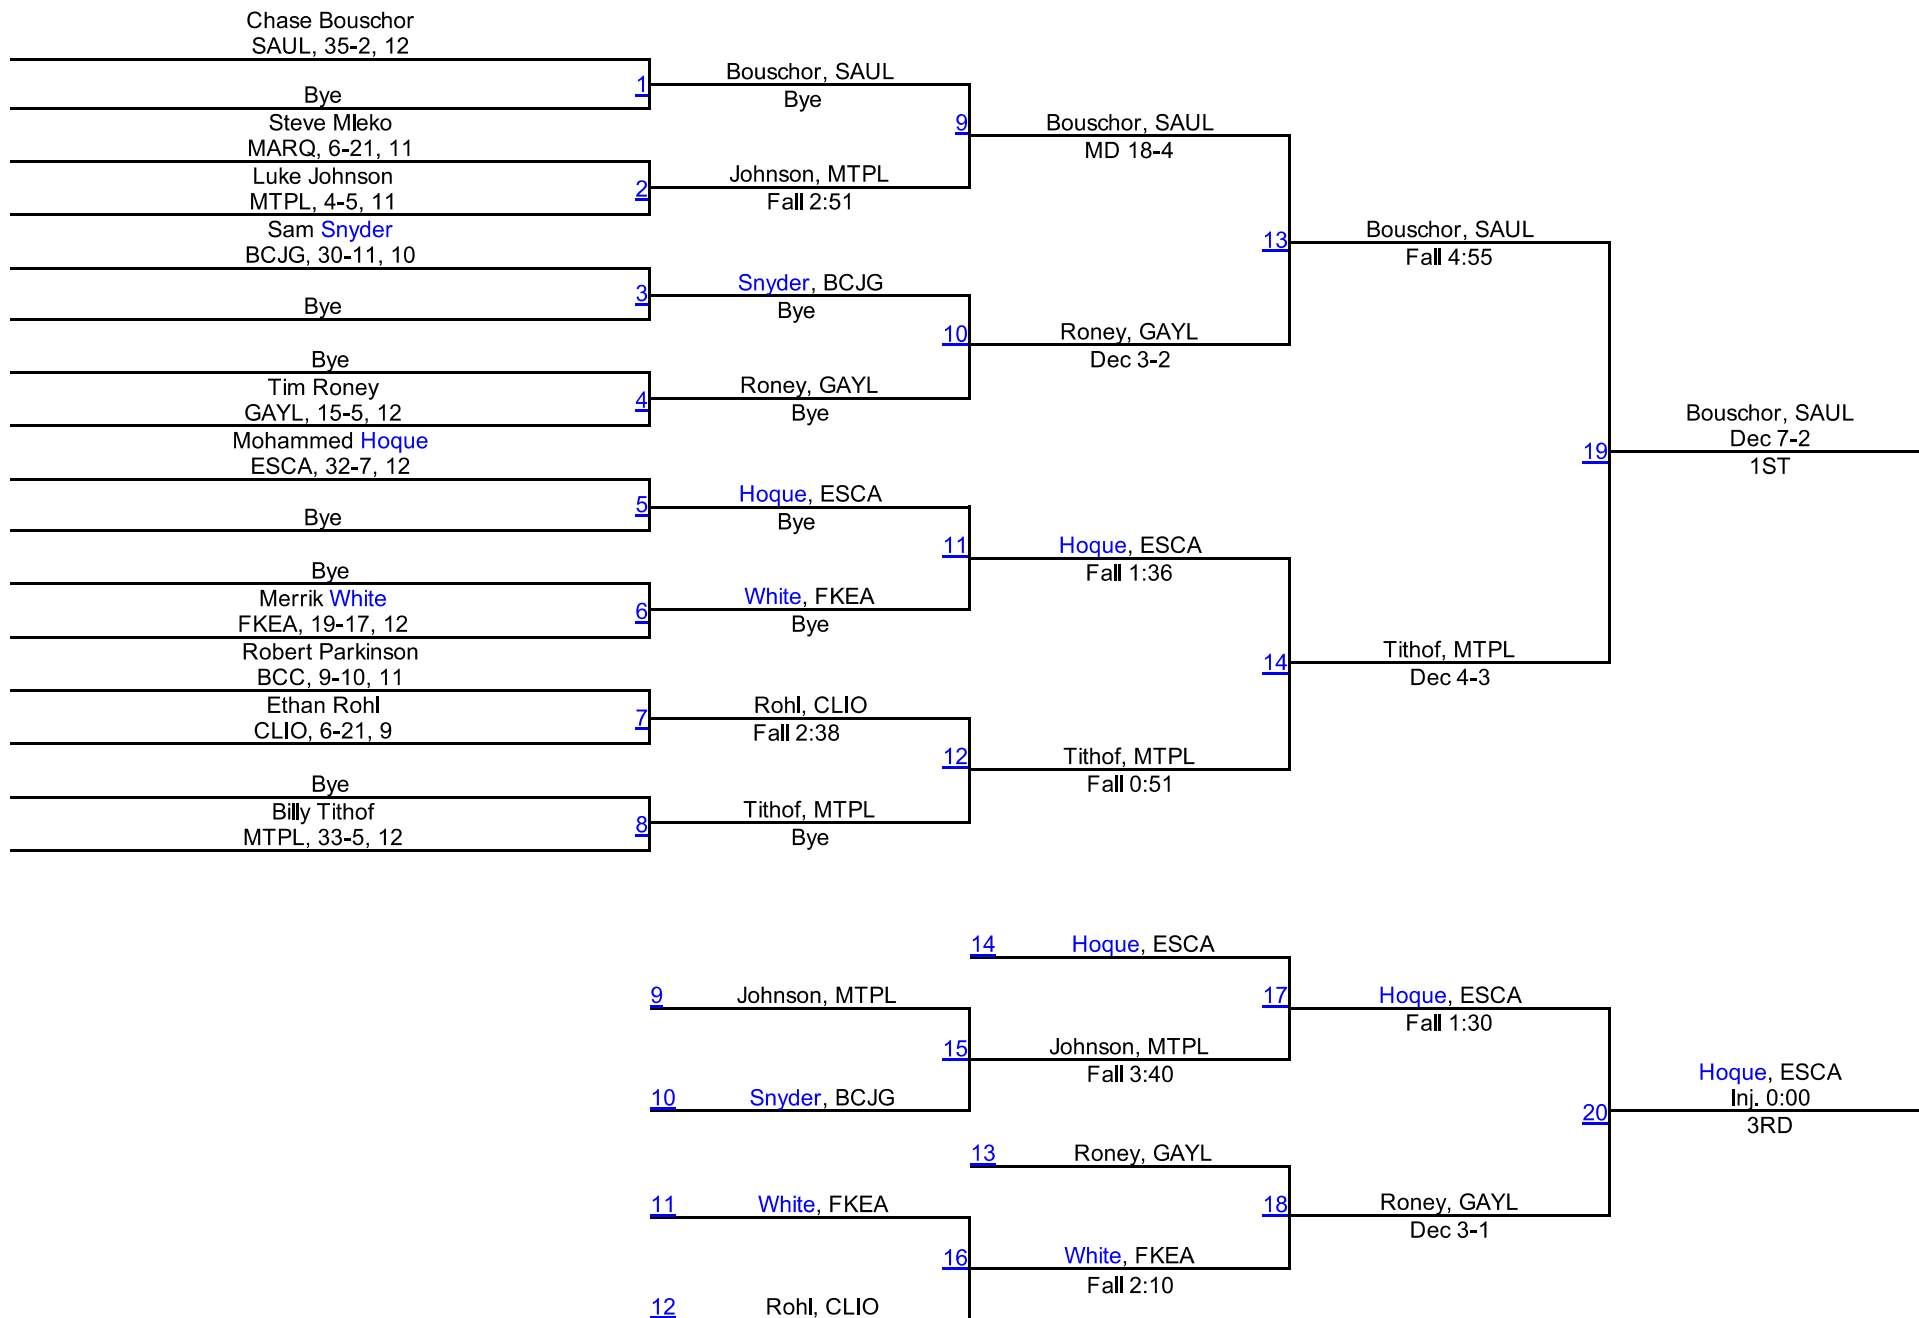 Chase Bouschor
SAUL, 35-2, 12
1
Bye
Steve Mleko
MARQ, 6-21, 11
Luke Johnson
2
MTPL, 4-5, 11
Sam Snyder
BCJG, 30-11, 10
3
Bye
Bye
Tim Roney
4
GAYL, 15-5, 12
Mohammed Hoque
ESCA, 32-7, 12
5
Bye
Bye
Merrik White
6
FKEA, 19-17, 12
Robert Parkinson
BCC, 9-10, 11
Ethan Rohl
7
CLIO, 6-21, 9
Bye
Billy Tithof
8
MTPL, 33-5, 12
Bouschor, SAUL
Bye
9
Johnson, MTPL
Fall 2:51
Snyder, BCJG
Bye
10
Roney, GAYL
Bye
Hoque, ESCA
Bye
11
White, FKEA
Bye
Rohl, CLIO
Fall 2:38
12
Tithof, MTPL
Bye
Bouschor, SAUL
MD 18-4
13
Roney, GAYL
Dec 3-2
Hoque, ESCA
Fall 1:36
14
Tithof, MTPL
Fall 0:51
Bouschor, SAUL
Fall 4:55
19
Tithof, MTPL
Dec 4-3
Bouschor, SAUL
Dec 7-2
1ST
9 Johnson, MTPL
15
10 Snyder, BCJG
11 White, FKEA
16
12 Rohl, CLIO
14 Hoque, ESCA
17
Johnson, MTPL
Fall 3:40
13 Roney, GAYL
18
White, FKEA
Fall 2:10
Hoque, ESCA
Fall 1:30
20
Roney, GAYL
Dec 3-1
Hoque, ESCA
Inj. 0:00
3RD